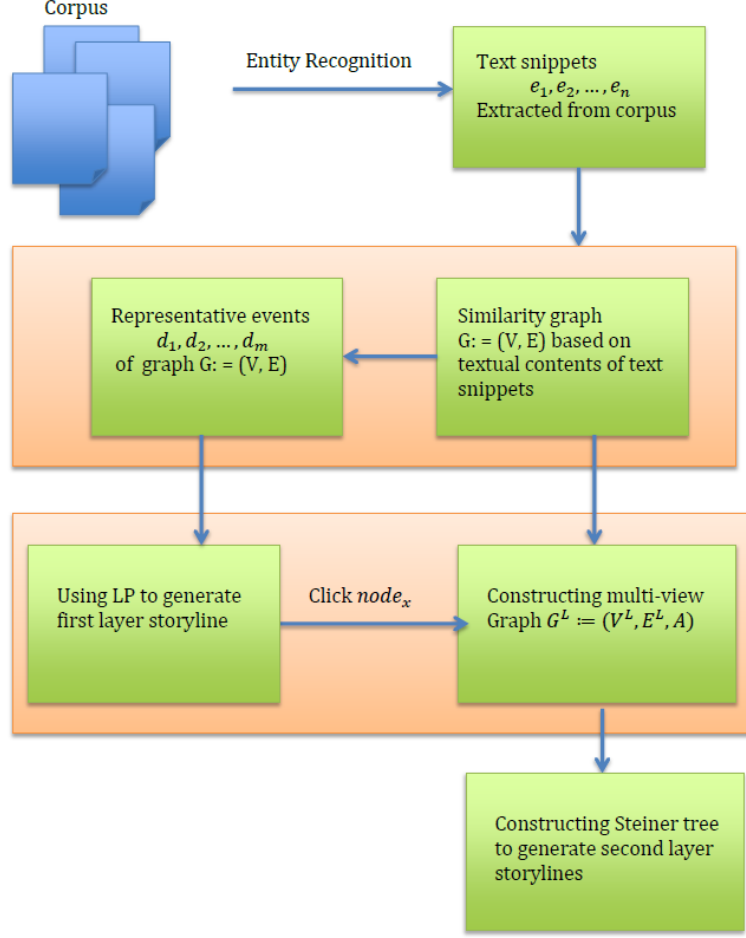 Corpus
Entity Recognition
Text snippets
e₁, e₂, ... , eₙ
Extracted from corpus
Representative events
d₁, d₂, ... , dₘ
of graph G: = (V, E)
Similarity graph
G: = (V, E) based on
textual contents of text
snippets
Using LP to generate
first layer storyline
Click nodeₓ
Constructing multi-view
Graph Gᴸ ≔ (Vᴸ, Eᴸ, A)
Constructing Steiner tree
to generate second layer
storylines